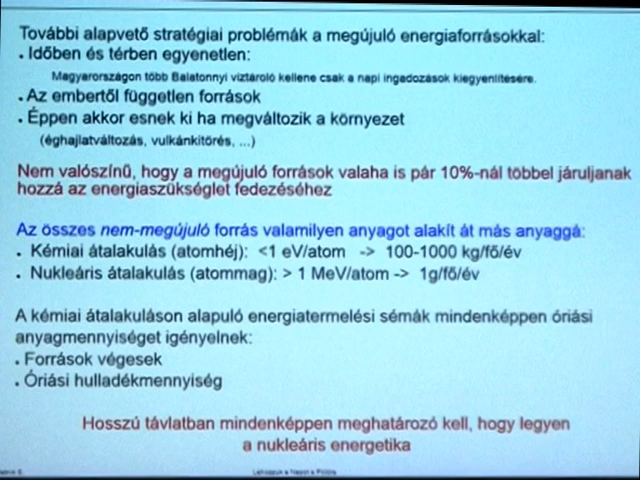 További alapvető stratégiai problémák a megújuló energiaforrásokkal:
• Időben és térben egyenetlen:
Magyarországon több Balatonnyi víztároló kellene csak a napi ingadozások kiegyenlítésére.
• Az embertől független források
• Éppen akkor esnek ki ha megváltozik a környezet
(éghajlatváltozás, vulkánkitörés, ...)
Nem valószínű, hogy a megújuló források valaha is pár 10%-nál többel járuljanak
hozzá az energiaszükséglet fedezéséhez
Az összes nem-megújuló forrás valamilyen anyagot alakít át más anyaggá:
• Kémiai átalakulás (atomhéj): <1 eV/atom -> 100-1000 kg/fő/év
• Nukleáris átalakulás (atommag): > 1 MeV/atom -> 1g/fő/év
A kémiai átalakuláson alapuló energiatermelési sémák mindenképpen óriási
anyagmennyiséget igényelnek:
• Források végesek
• Óriási hulladékmennyiség
Hosszú távlatban mindenképpen meghatározó kell, hogy legyen
a nukleáris energetika
Lehozzuk a Napot a Földre